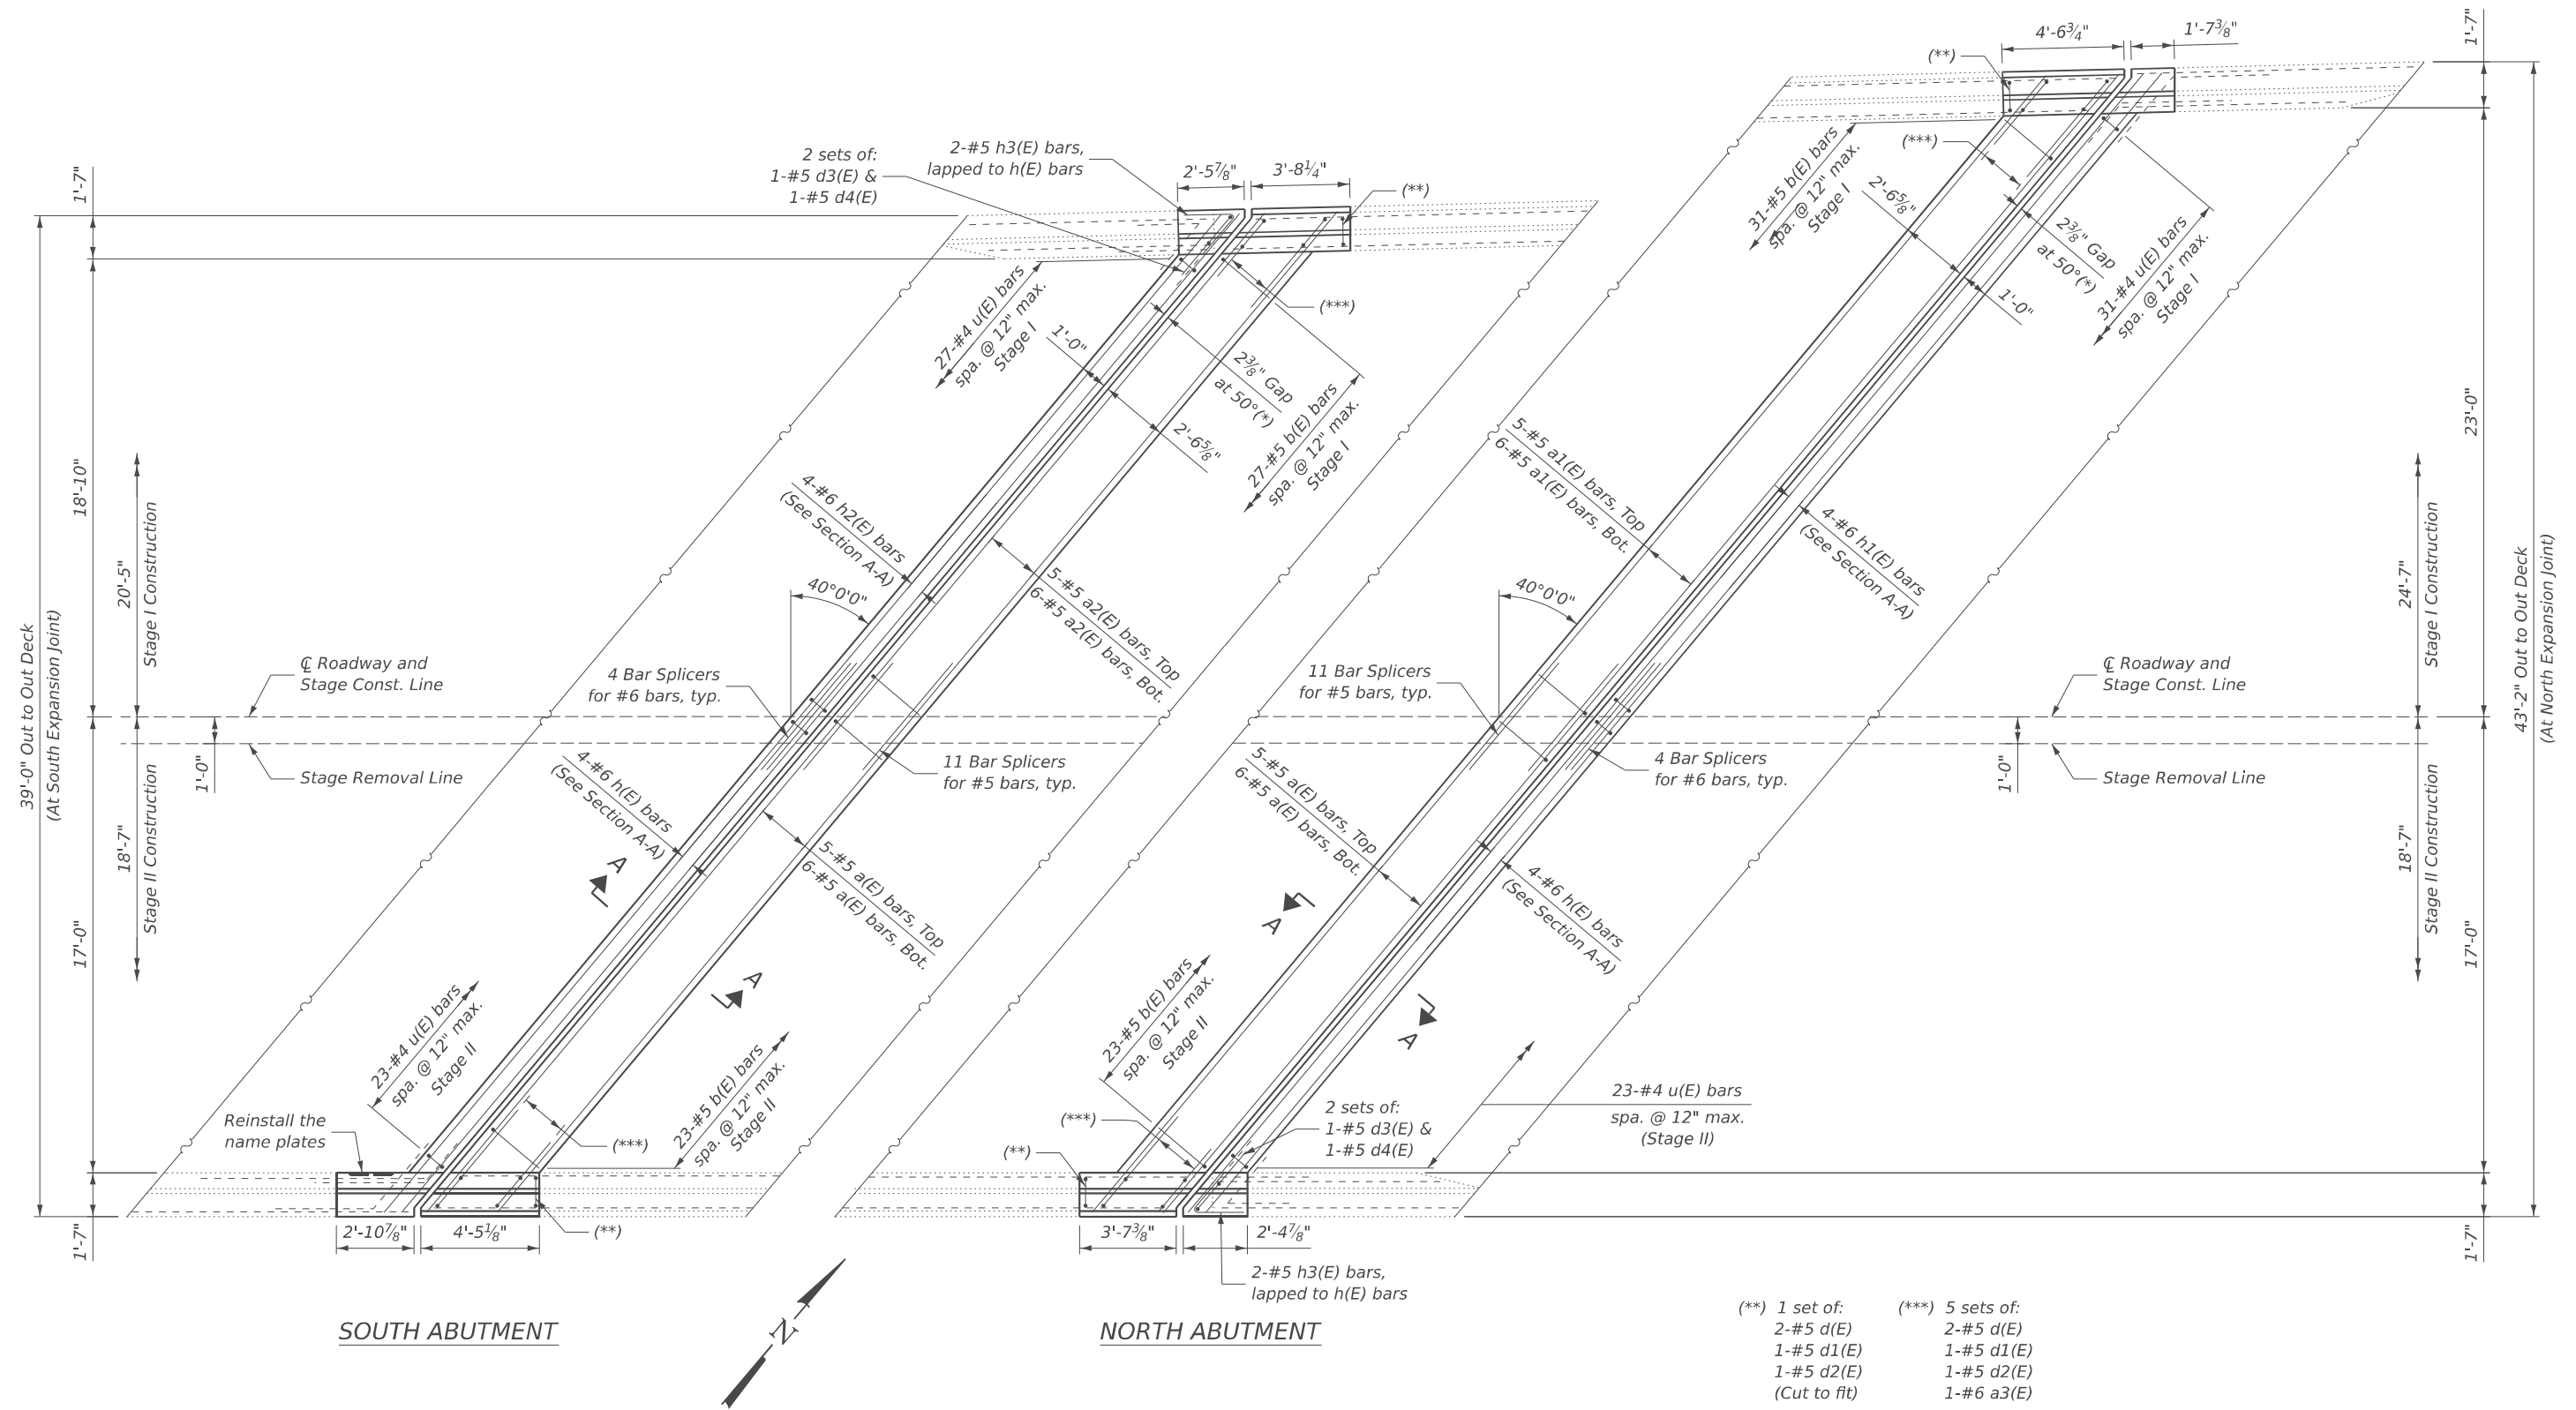 1'-7"
18'-10"
17'-0"
1'-7"
39'-0" Out to Out Deck
(At South Expansion Joint)
20'-5"
Stage I Construction
18'-7"
Stage II Construction
1'-0"
℄ Roadway and
Stage Const. Line
Stage Removal Line
2 sets of:
1-#5 d3(E) &
1-#5 d4(E)
2-#5 h3(E) bars,
lapped to h(E) bars
2'-5⅞"
3'-8¼"
(**)
(***)
27-#4 u(E) bars
spa. @ 12" max.
Stage I
1'-0"
2⅜" Gap
at 50°(*)
2'-6⅝"
27-#5 b(E) bars
spa. @ 12" max.
Stage I
4-#6 h2(E) bars
(See Section A-A)
40°0'0"
5-#5 a2(E) bars, Top
6-#5 a2(E) bars, Bot.
4 Bar Splicers
for #6 bars, typ.
11 Bar Splicers
for #5 bars, typ.
4-#6 h(E) bars
(See Section A-A)
A
5-#5 a(E) bars, Top
6-#5 a(E) bars, Bot.
A
23-#4 u(E) bars
spa. @ 12" max.
Stage II
23-#5 b(E) bars
spa. @ 12" max.
Stage II
Reinstall the
name plates
(***)
(**)
2'-10⅞"
4'-5⅛"
SOUTH ABUTMENT
N
4'-6¾"
1'-7⅜"
(**)
(***)
31-#5 b(E) bars
spa. @ 12" max.
Stage I
2'-6⅝"
2⅜" Gap
at 50°(*)
1'-0"
31-#4 u(E) bars
spa. @ 12" max.
Stage I
5-#5 a1(E) bars, Top
6-#5 a1(E) bars, Bot.
4-#6 h1(E) bars
(See Section A-A)
40°0'0"
11 Bar Splicers
for #5 bars, typ.
4 Bar Splicers
for #6 bars, typ.
5-#5 a(E) bars, Top
6-#5 a(E) bars, Bot.
4-#6 h(E) bars
(See Section A-A)
A
A
23-#5 b(E) bars
spa. @ 12" max.
Stage II
(***)
(**)
2 sets of:
1-#5 d3(E) &
1-#5 d4(E)
23-#4 u(E) bars
spa. @ 12" max.
(Stage II)
3'-7⅜"
2'-4⅞"
2-#5 h3(E) bars,
lapped to h(E) bars
NORTH ABUTMENT
℄ Roadway and
Stage Const. Line
Stage Removal Line
1'-0"
24'-7"
Stage I Construction
18'-7"
Stage II Construction
1'-7"
23'-0"
17'-0"
1'-7"
43'-2" Out to Out Deck
(At North Expansion Joint)
(**) 1 set of:
2-#5 d(E)
1-#5 d1(E)
1-#5 d2(E)
(Cut to fit)
(***) 5 sets of:
2-#5 d(E)
1-#5 d1(E)
1-#5 d2(E)
1-#6 a3(E)